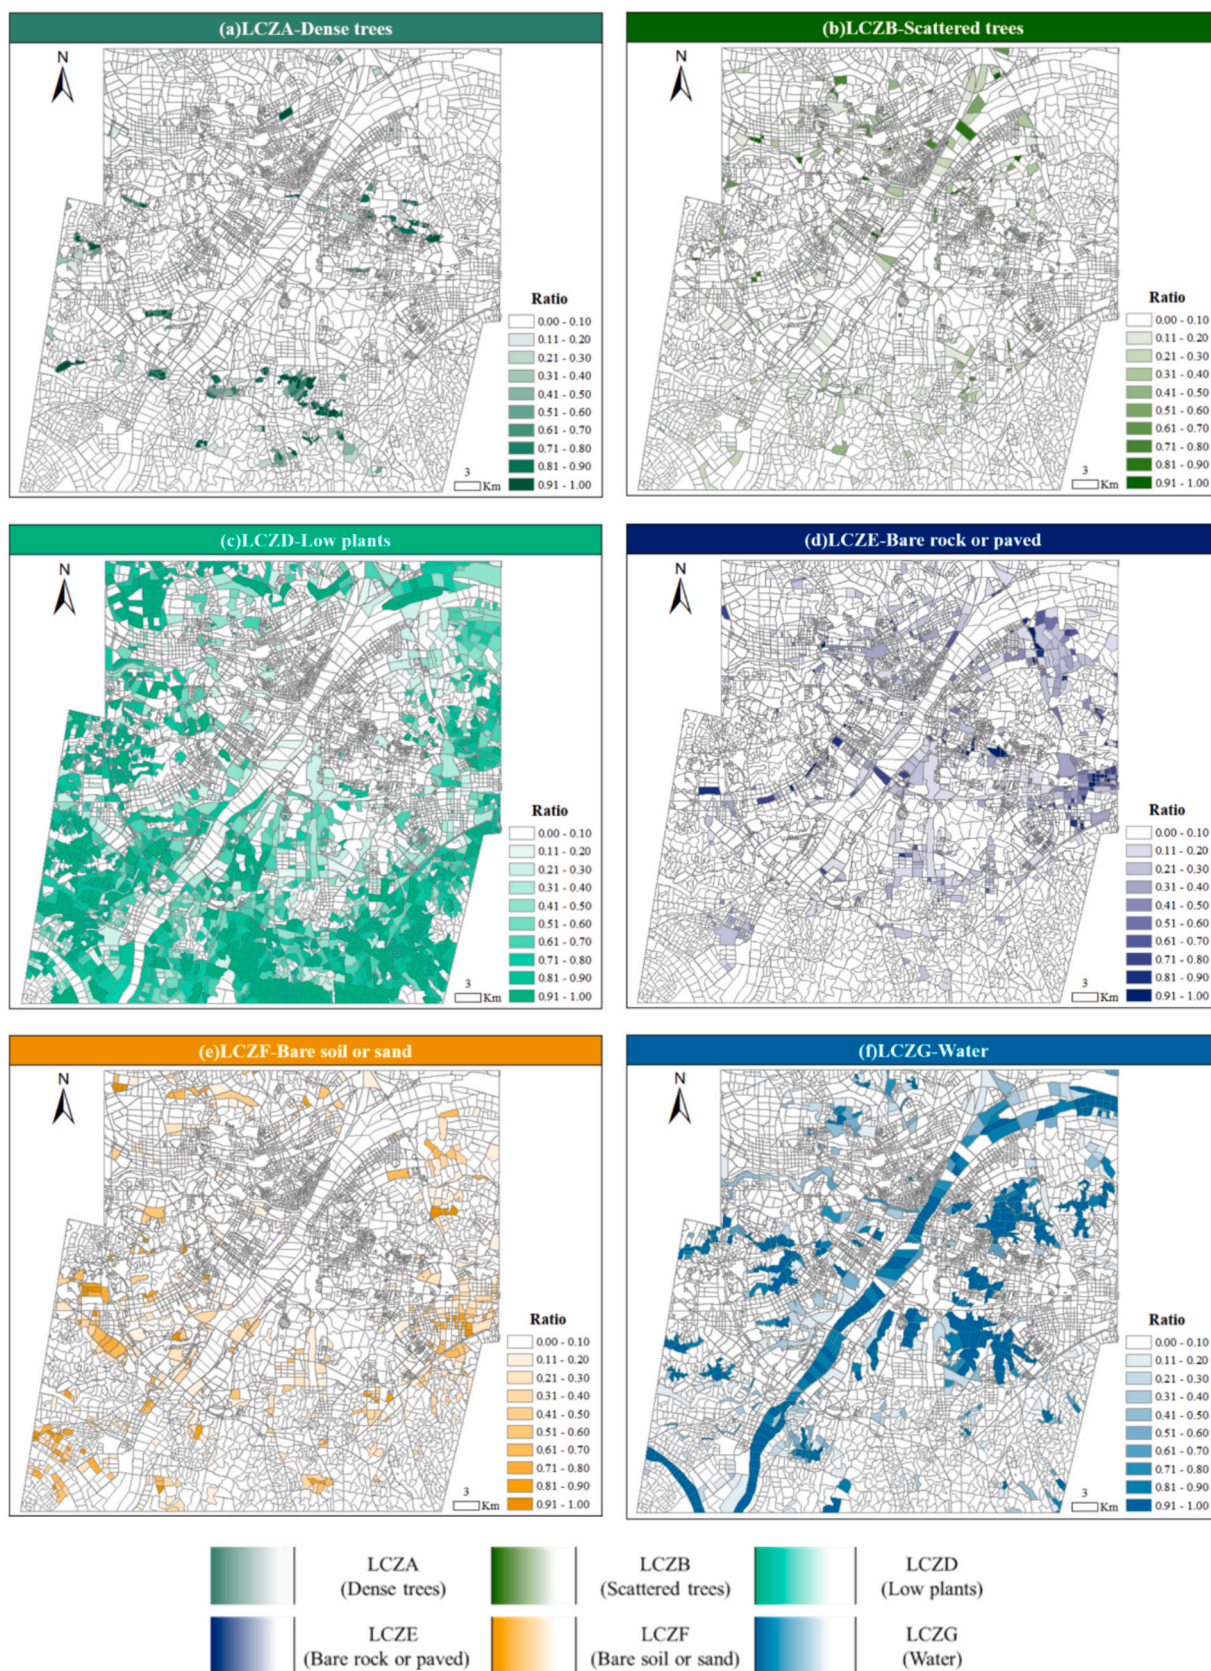 (a)LCZA-Dense trees
N
Ratio
0.00 - 0.10
0.11 - 0.20
0.21 - 0.30
0.31 - 0.40
0.41 - 0.50
0.51 - 0.60
0.61 - 0.70
0.71 - 0.80
0.81 - 0.90
0.91 - 1.00
3
Km
(b)LCZB-Scattered trees
N
Ratio
0.00 - 0.10
0.11 - 0.20
0.21 - 0.30
0.31 - 0.40
0.41 - 0.50
0.51 - 0.60
0.61 - 0.70
0.71 - 0.80
0.81 - 0.90
0.91 - 1.00
3
Km
(c)LCZD-Low plants
N
Ratio
0.00 - 0.10
0.11 - 0.20
0.21 - 0.30
0.31 - 0.40
0.41 - 0.50
0.51 - 0.60
0.61 - 0.70
0.71 - 0.80
0.81 - 0.90
0.91 - 1.00
3
Km
(d)LCZE-Bare rock or paved
N
Ratio
0.00 - 0.10
0.11 - 0.20
0.21 - 0.30
0.31 - 0.40
0.41 - 0.50
0.51 - 0.60
0.61 - 0.70
0.71 - 0.80
0.81 - 0.90
0.91 - 1.00
3
Km
(e)LCZF-Bare soil or sand
N
Ratio
0.00 - 0.10
0.11 - 0.20
0.21 - 0.30
0.31 - 0.40
0.41 - 0.50
0.51 - 0.60
0.61 - 0.70
0.71 - 0.80
0.81 - 0.90
0.91 - 1.00
3
Km
(f)LCZG-Water
N
Ratio
0.00 - 0.10
0.11 - 0.20
0.21 - 0.30
0.31 - 0.40
0.41 - 0.50
0.51 - 0.60
0.61 - 0.70
0.71 - 0.80
0.81 - 0.90
0.91 - 1.00
3
Km
LCZA
(Dense trees)
LCZB
(Scattered trees)
LCZD
(Low plants)
LCZE
(Bare rock or paved)
LCZF
(Bare soil or sand)
LCZG
(Water)